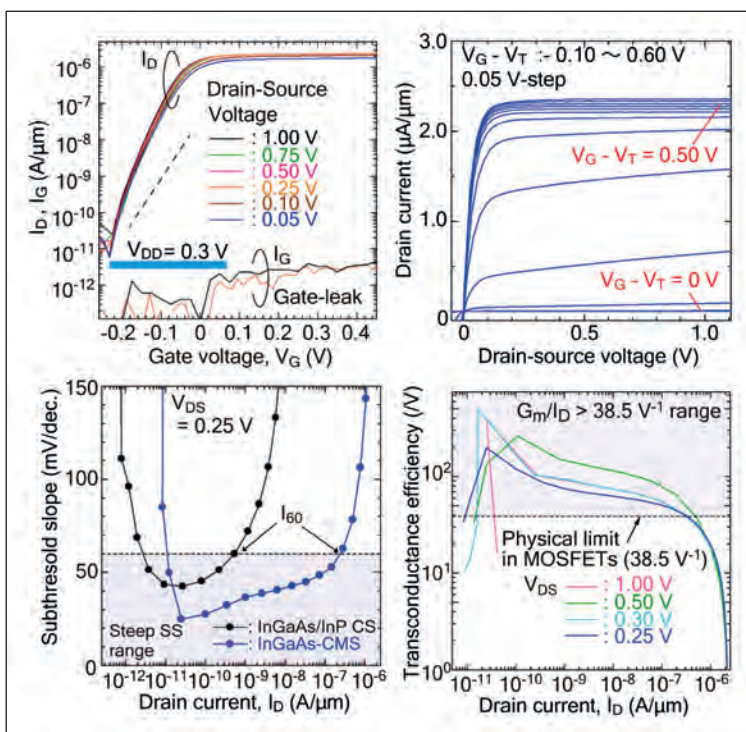 10⁻⁶
10⁻⁷
10⁻⁸
10⁻⁹
10⁻¹⁰
10⁻¹¹
10⁻¹²
I_D, I_G (A/µm)
I_D
Drain-Source
Voltage
: 1.00 V
: 0.75 V
: 0.50 V
: 0.25 V
: 0.10 V
: 0.05 V
V_DD = 0.3 V
I_G
Gate-leak
-0.2 -0.1 0 0.1 0.2 0.3 0.4
Gate voltage, V_G (V)
3.0
2.0
1.0
0
Drain current (µA/µm)
V_G - V_T :- 0.10 ~ 0.60 V
0.05 V-step
V_G - V_T = 0.50 V
V_G - V_T = 0 V
0 0.5 1.0
Drain-source voltage (V)
150
100
50
0
Subthreshold slope (mV/dec.)
V_DS
= 0.25 V
I_60
Steep SS
range
: InGaAs/InP CS
: InGaAs-CMS
10⁻¹² 10⁻¹¹ 10⁻¹⁰ 10⁻⁹ 10⁻⁸ 10⁻⁷ 10⁻⁶
Drain current, I_D (A/µm)
10²
10¹
10⁰
Transconductance efficiency (/V)
G_m/I_D > 38.5 V⁻¹ range
Physical limit
in MOSFETs (38.5 V⁻¹)
V_DS
: 1.00 V
: 0.50 V
: 0.30 V
: 0.25 V
10⁻¹¹ 10⁻¹⁰ 10⁻⁹ 10⁻⁸ 10⁻⁷ 10⁻⁶
Drain current, I_D (A/µm)